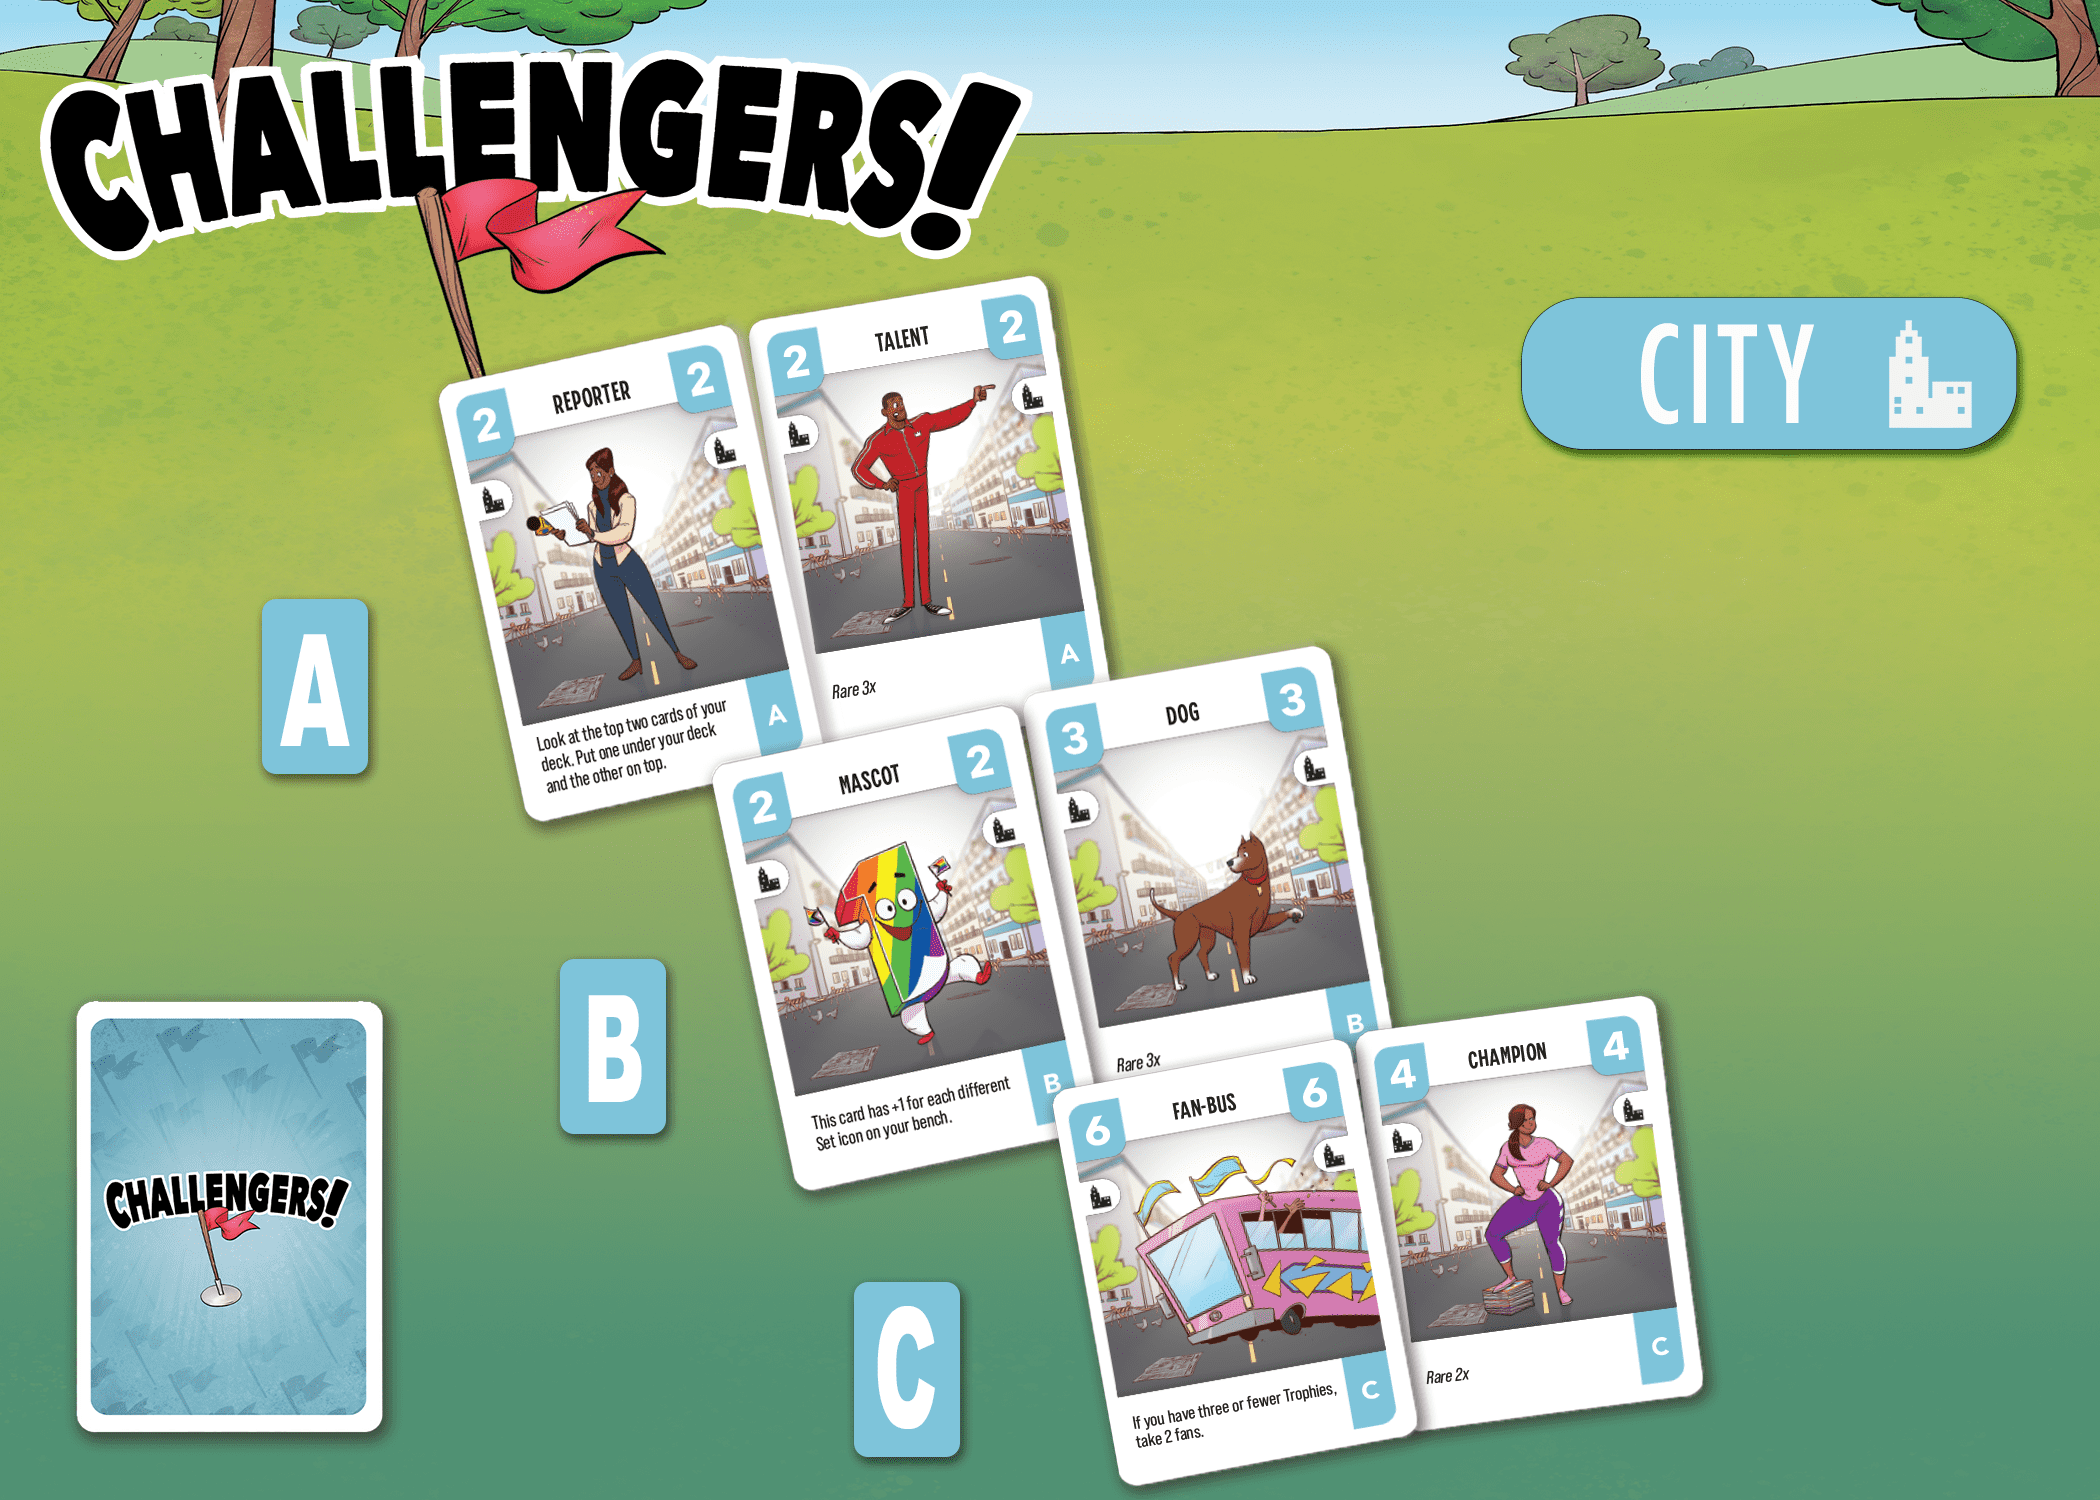 CHALLENGERS!
CITY
2
REPORTER
2
Look at the top two cards of your
deck. Put one under your deck
and the other on top.
A
2
TALENT
2
Rare 3x
A
A
2
MASCOT
2
This card has +1 for each different
Set icon on your bench.
B
3
DOG
3
Rare 3x
B
B
6
FAN-BUS
6
If you have three or fewer Trophies,
take 2 fans.
C
4
CHAMPION
4
Rare 2x
C
C
CHALLENGERS!